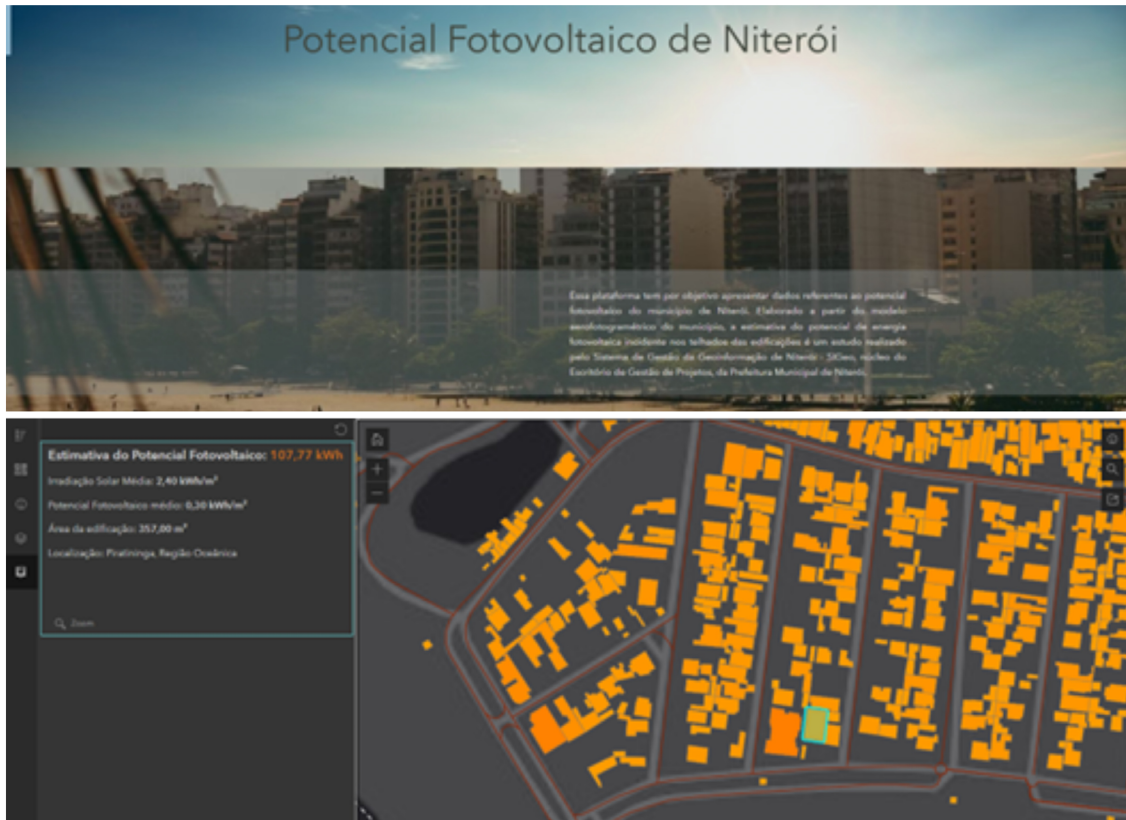 Potencial Fotovoltaico de Niterói
Essa plataforma tem por objetivo apresentar dados referentes ao potencial
fotovoltaico do município de Niterói. Elaborado a partir do modelo
aerofotogramétrico do município, a estimativa do potencial de energia
fotovoltaica incidente nos telhados das edificações é um estudo realizado
pelo Sistema de Gestão da Geoinformação de Niterói - SIGeo, núcleo do
Escritório de Gestão de Projetos, da Prefeitura Municipal de Niterói.
Estimativa do Potencial Fotovoltaico: 107,77 kWh
Irradiação Solar Média: 2,40 kWh/m²
Potencial Fotovoltaico médio: 0,30 kWh/m²
Área da edificação: 357,00 m²
Localização: Piratininga, Região Oceânica
Zoom